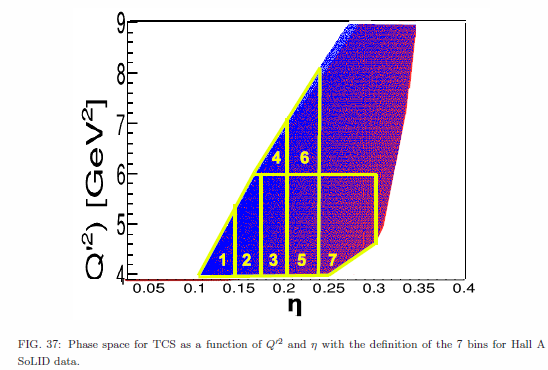 9
8
7
6
5
4
Q'²) [GeV²]
4 6
1 2 3 5 7
0.05 0.1 0.15 0.2 0.25 0.3 0.35 0.4
η
FIG. 37: Phase space for TCS as a function of Q'² and η with the definition of the 7 bins for Hall A
SoLID data.